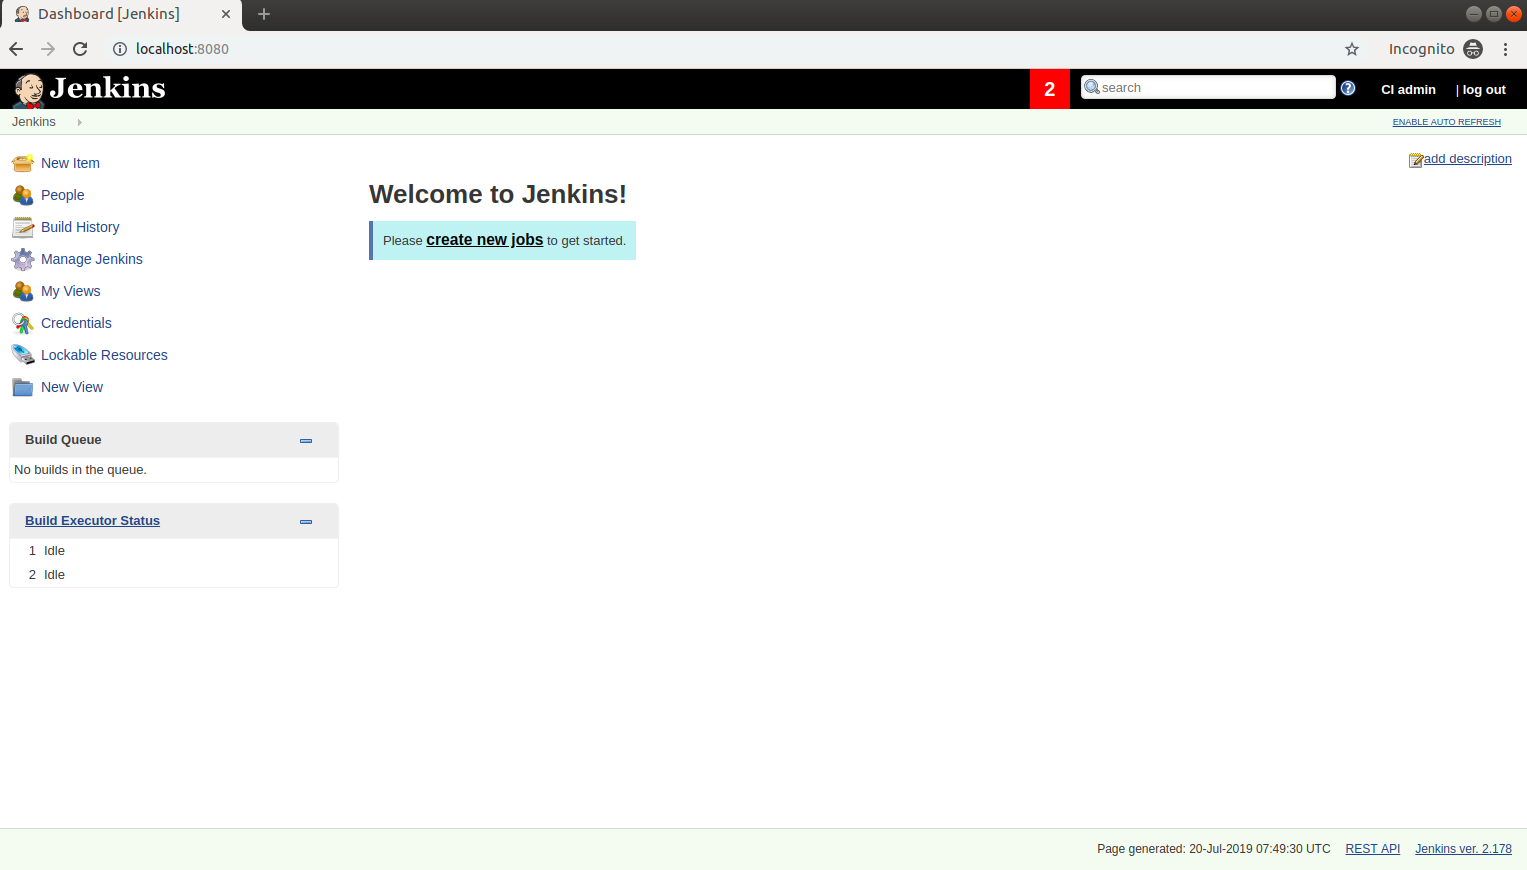 Dashboard [Jenkins]
localhost:8080
Incognito
Jenkins
2
search
CI admin
| log out
Jenkins
ENABLE AUTO REFRESH
New Item
People
Build History
Manage Jenkins
My Views
Credentials
Lockable Resources
New View
add description
Welcome to Jenkins!
Please create new jobs to get started.
Build Queue
No builds in the queue.
Build Executor Status
1 Idle
2 Idle
Page generated: 20-Jul-2019 07:49:30 UTC REST API Jenkins ver. 2.178